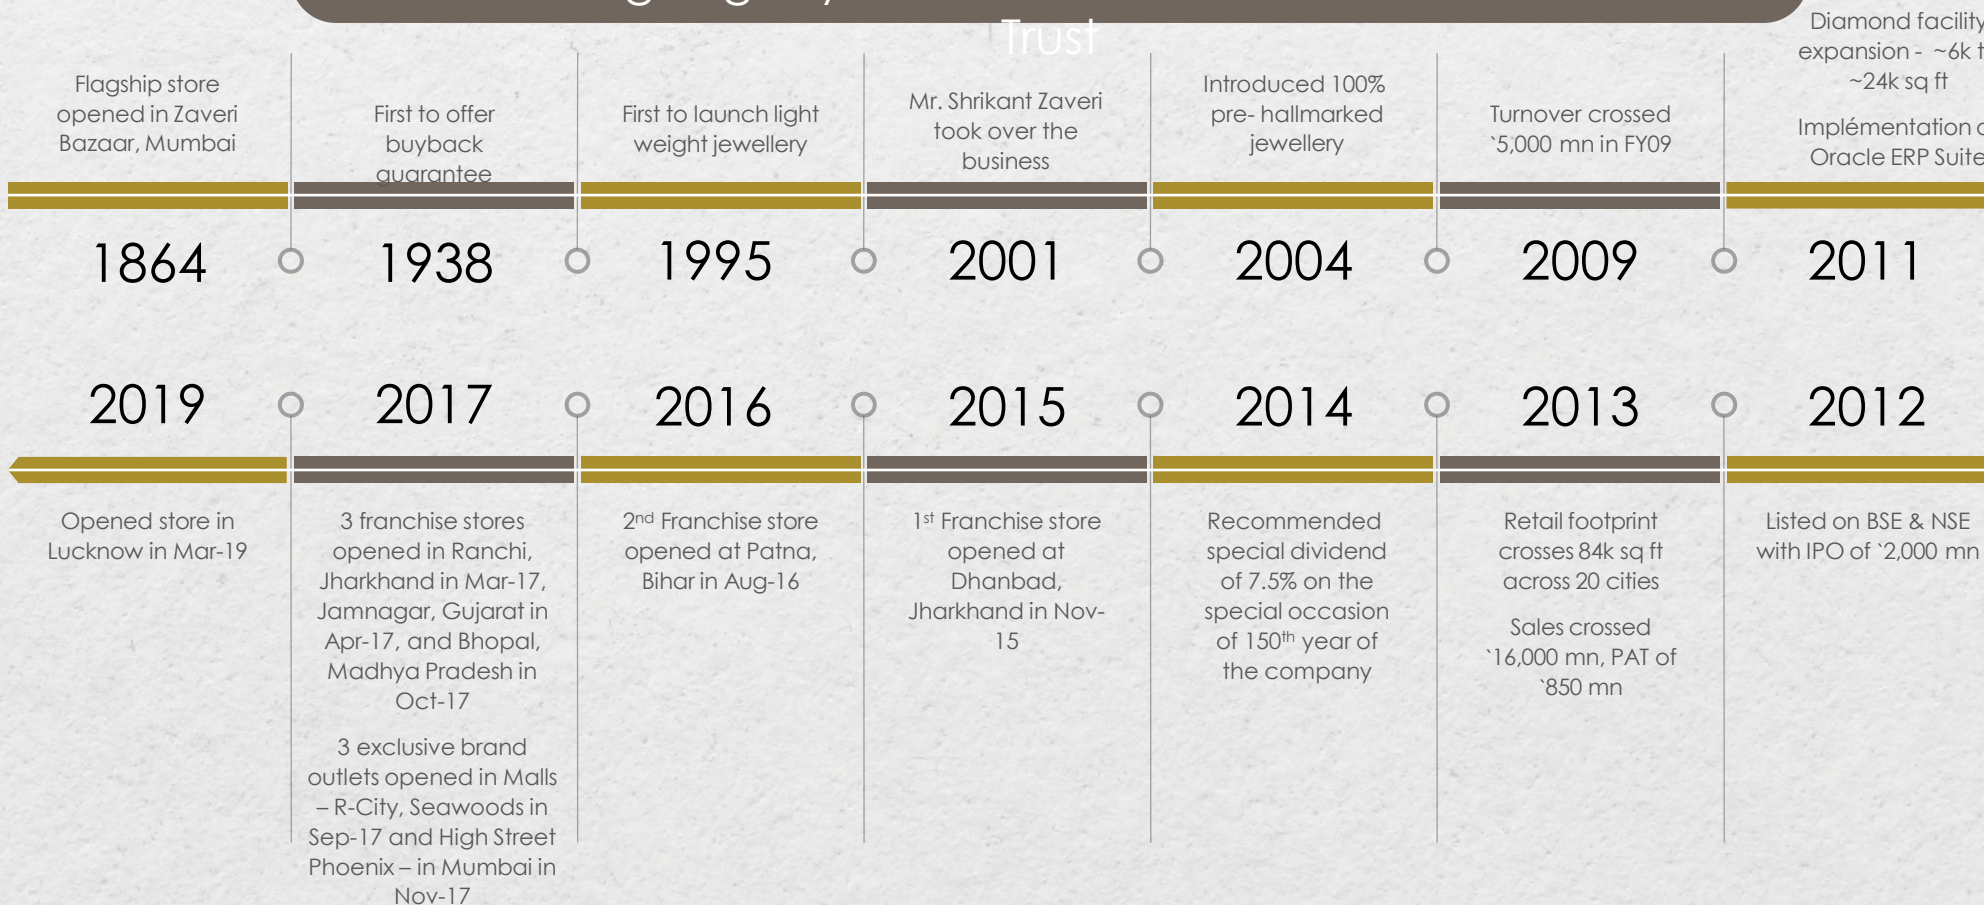 Trust
Flagship store
opened in Zaveri
Bazaar, Mumbai
First to offer
buyback
guarantee
First to launch light
weight jewellery
Mr. Shrikant Zaveri
took over the
business
Introduced 100%
pre- hallmarked
jewellery
Turnover crossed
`5,000 mn in FY09
Diamond facility
expansion - ~6k
~24k sq ft
Implémentation
Oracle ERP Suite
1864
1938
1995
2001
2004
2009
2011
2019
2017
2016
2015
2014
2013
2012
Opened store in
Lucknow in Mar-19
3 franchise stores
opened in Ranchi,
Jharkhand in Mar-17,
Jamnagar, Gujarat in
Apr-17, and Bhopal,
Madhya Pradesh in
Oct-17
3 exclusive brand
outlets opened in Malls
– R-City, Seawoods in
Sep-17 and High Street
Phoenix – in Mumbai in
Nov-17
2nd Franchise store
opened at Patna,
Bihar in Aug-16
1st Franchise store
opened at
Dhanbad,
Jharkhand in Nov-
15
Recommended
special dividend
of 7.5% on the
special occasion
of 150th year of
the company
Retail footprint
crosses 84k sq ft
across 20 cities
Sales crossed
`16,000 mn, PAT of
`850 mn
Listed on BSE & NSE
with IPO of `2,000 mn